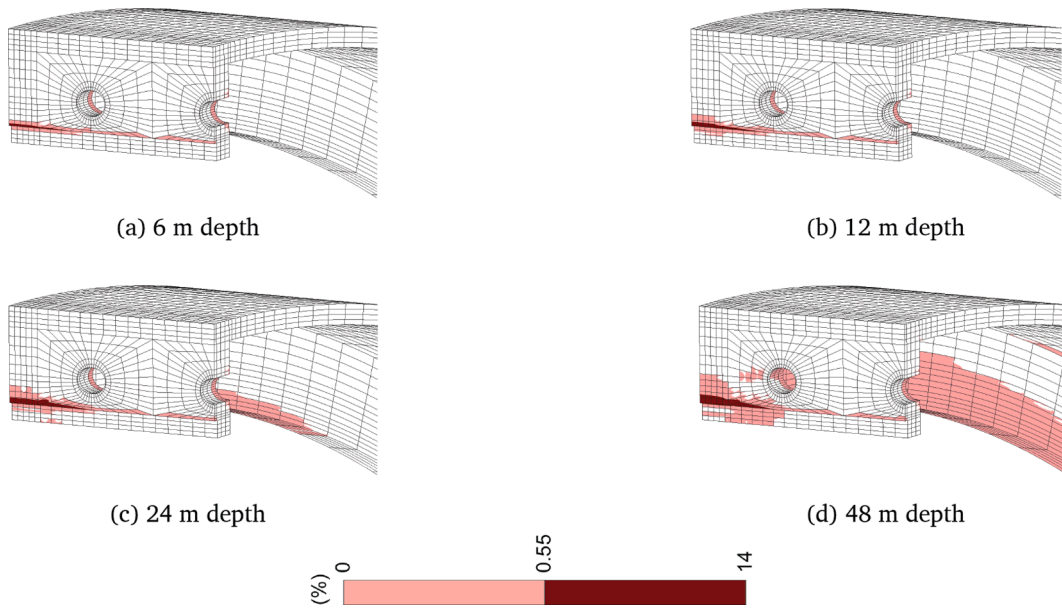 (a) 6 m depth
(b) 12 m depth
(c) 24 m depth
(d) 48 m depth
(%)
0
0.55
14